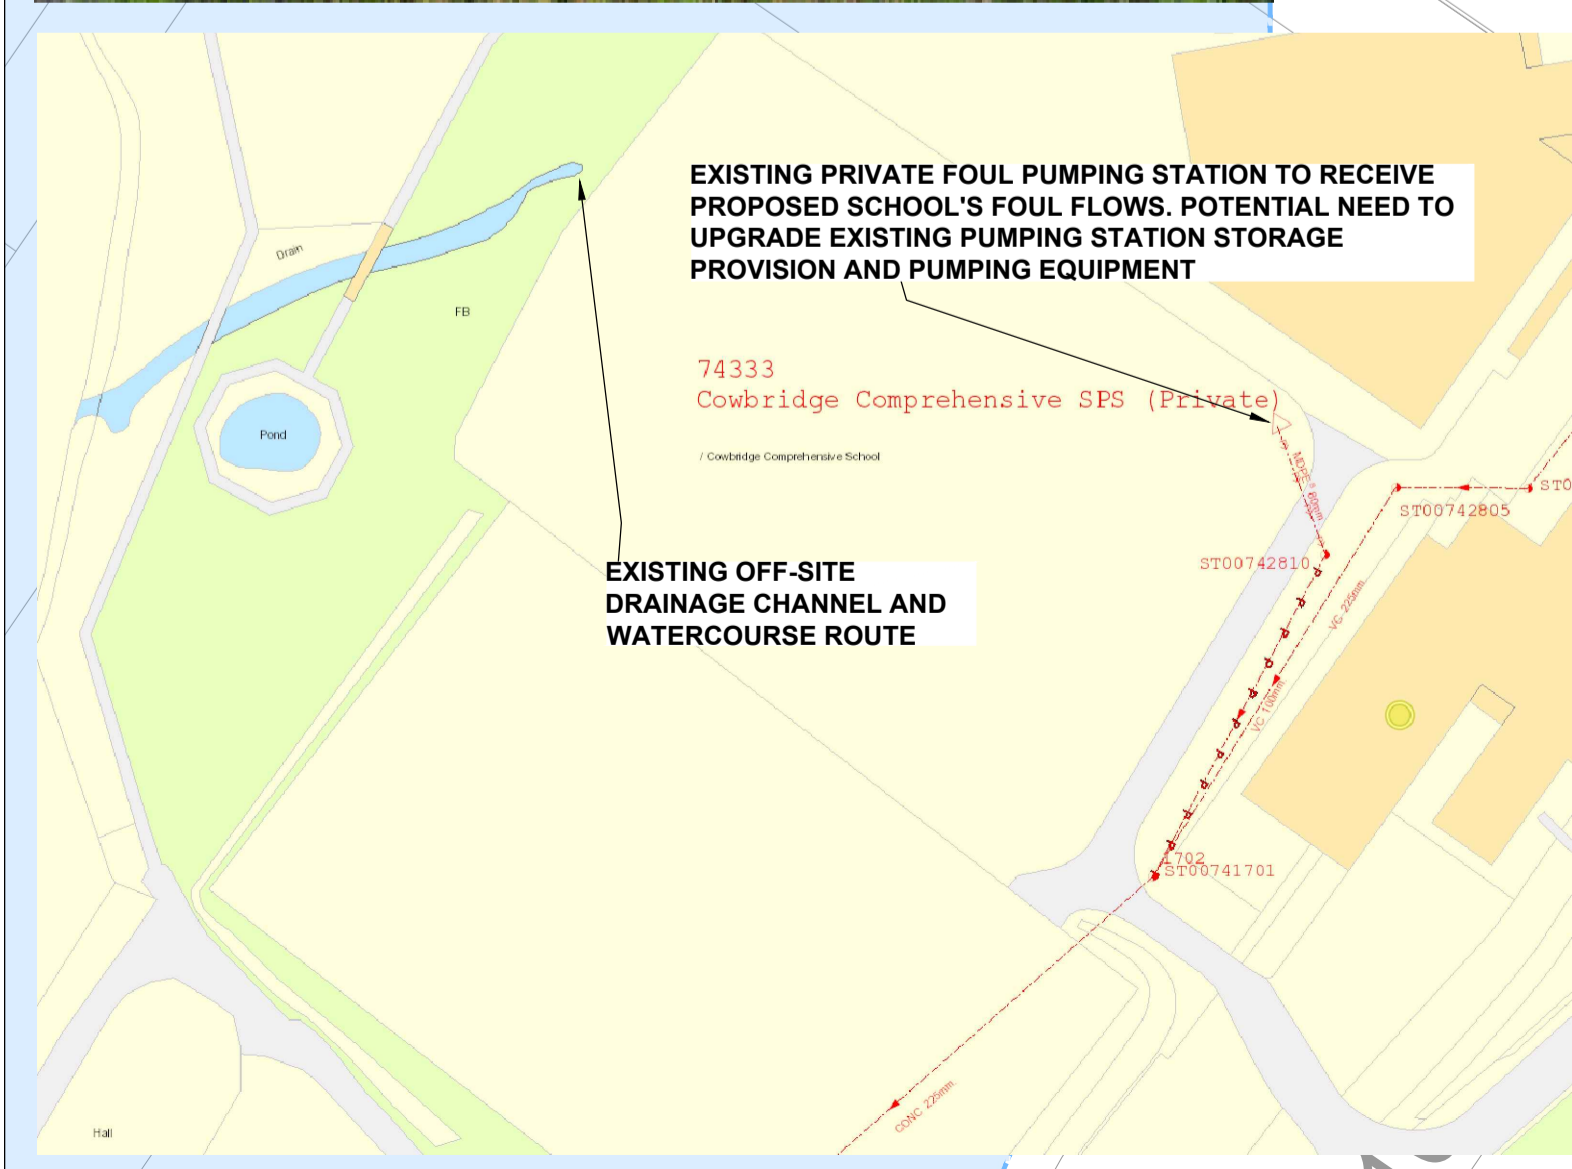 EXISTING PRIVATE FOUL PUMPING STATION TO RECEIVE
PROPOSED SCHOOL'S FOUL FLOWS. POTENTIAL NEED TO
UPGRADE EXISTING PUMPING STATION STORAGE
PROVISION AND PUMPING EQUIPMENT
Drain
FB
74333
Cowbridge Comprehensive SPS (Private)
Pond
/ Cowbridge Comprehensive School
ST00742805
ST00742810
VC 225mm.
EXISTING OFF-SITE
DRAINAGE CHANNEL AND
WATERCOURSE ROUTE
VC 100mm.
1702
ST00741701
CONC 225mm.
Hall